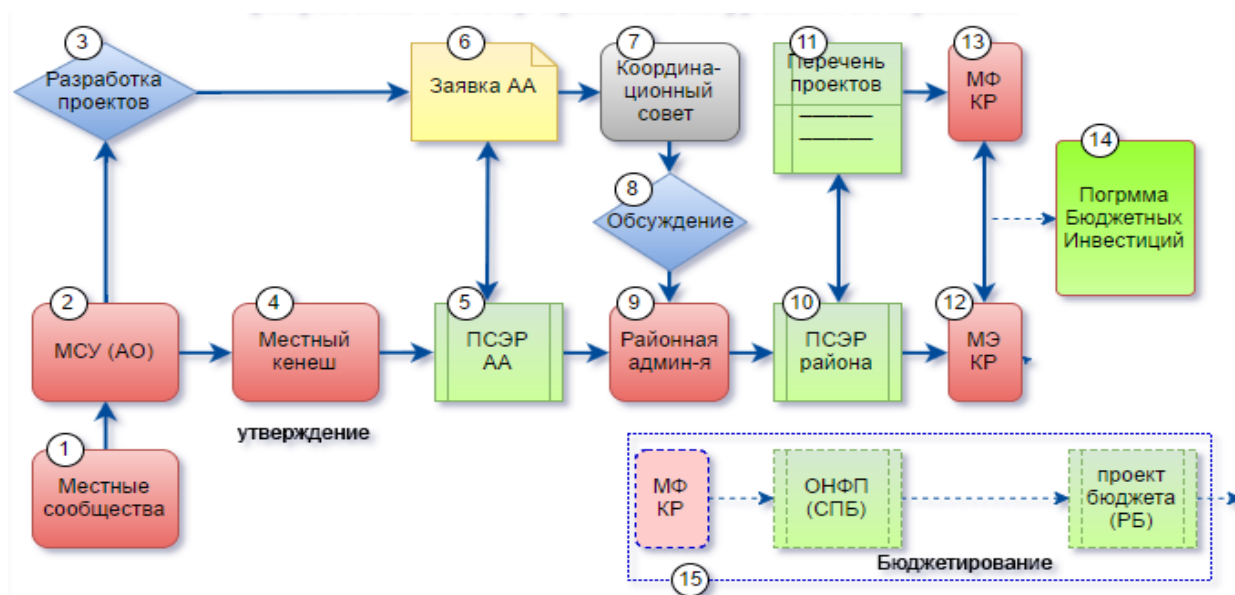 3
Разработка
проектов
6
Заявка АА
7
Координа-
ционный
совет
11
Перечень
проектов
13
МФ
КР
14
Погрмма
Бюджетных
Инвестиций
8
Обсуждение
2
МСУ (АО)
4
Местный
кенеш
5
ПСЭР
АА
9
Районная
админ-я
10
ПСЭР
района
12
МЭ
КР
утверждение
1
Местные
сообщества
МФ
КР
ОНФП
(СПБ)
проект
бюджета
(РБ)
Бюджетирование
15